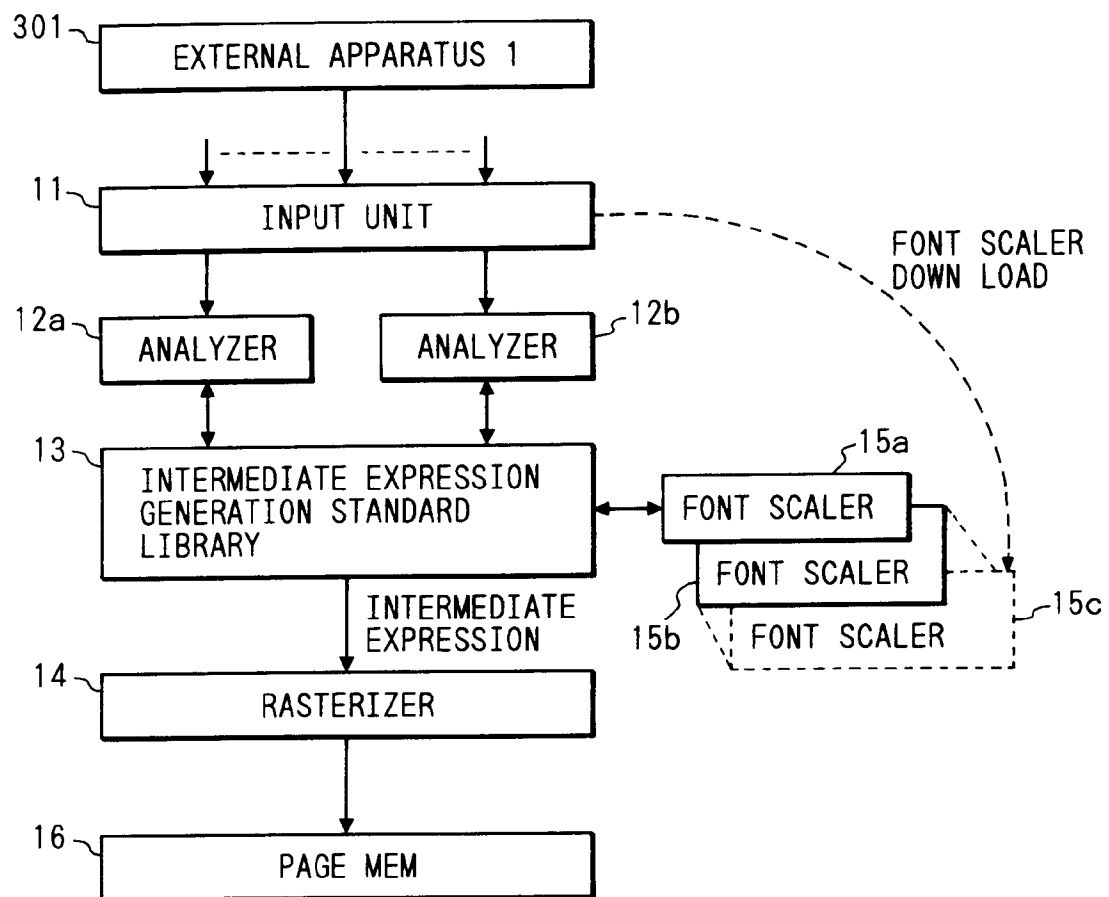 301
EXTERNAL APPARATUS 1
11
INPUT UNIT
FONT SCALER
DOWN LOAD
12a
ANALYZER
12b
ANALYZER
13
INTERMEDIATE EXPRESSION
GENERATION STANDARD
LIBRARY
15a
FONT SCALER
FONT SCALER
15b
FONT SCALER
15c
INTERMEDIATE
EXPRESSION
14
RASTERIZER
16
PAGE MEM